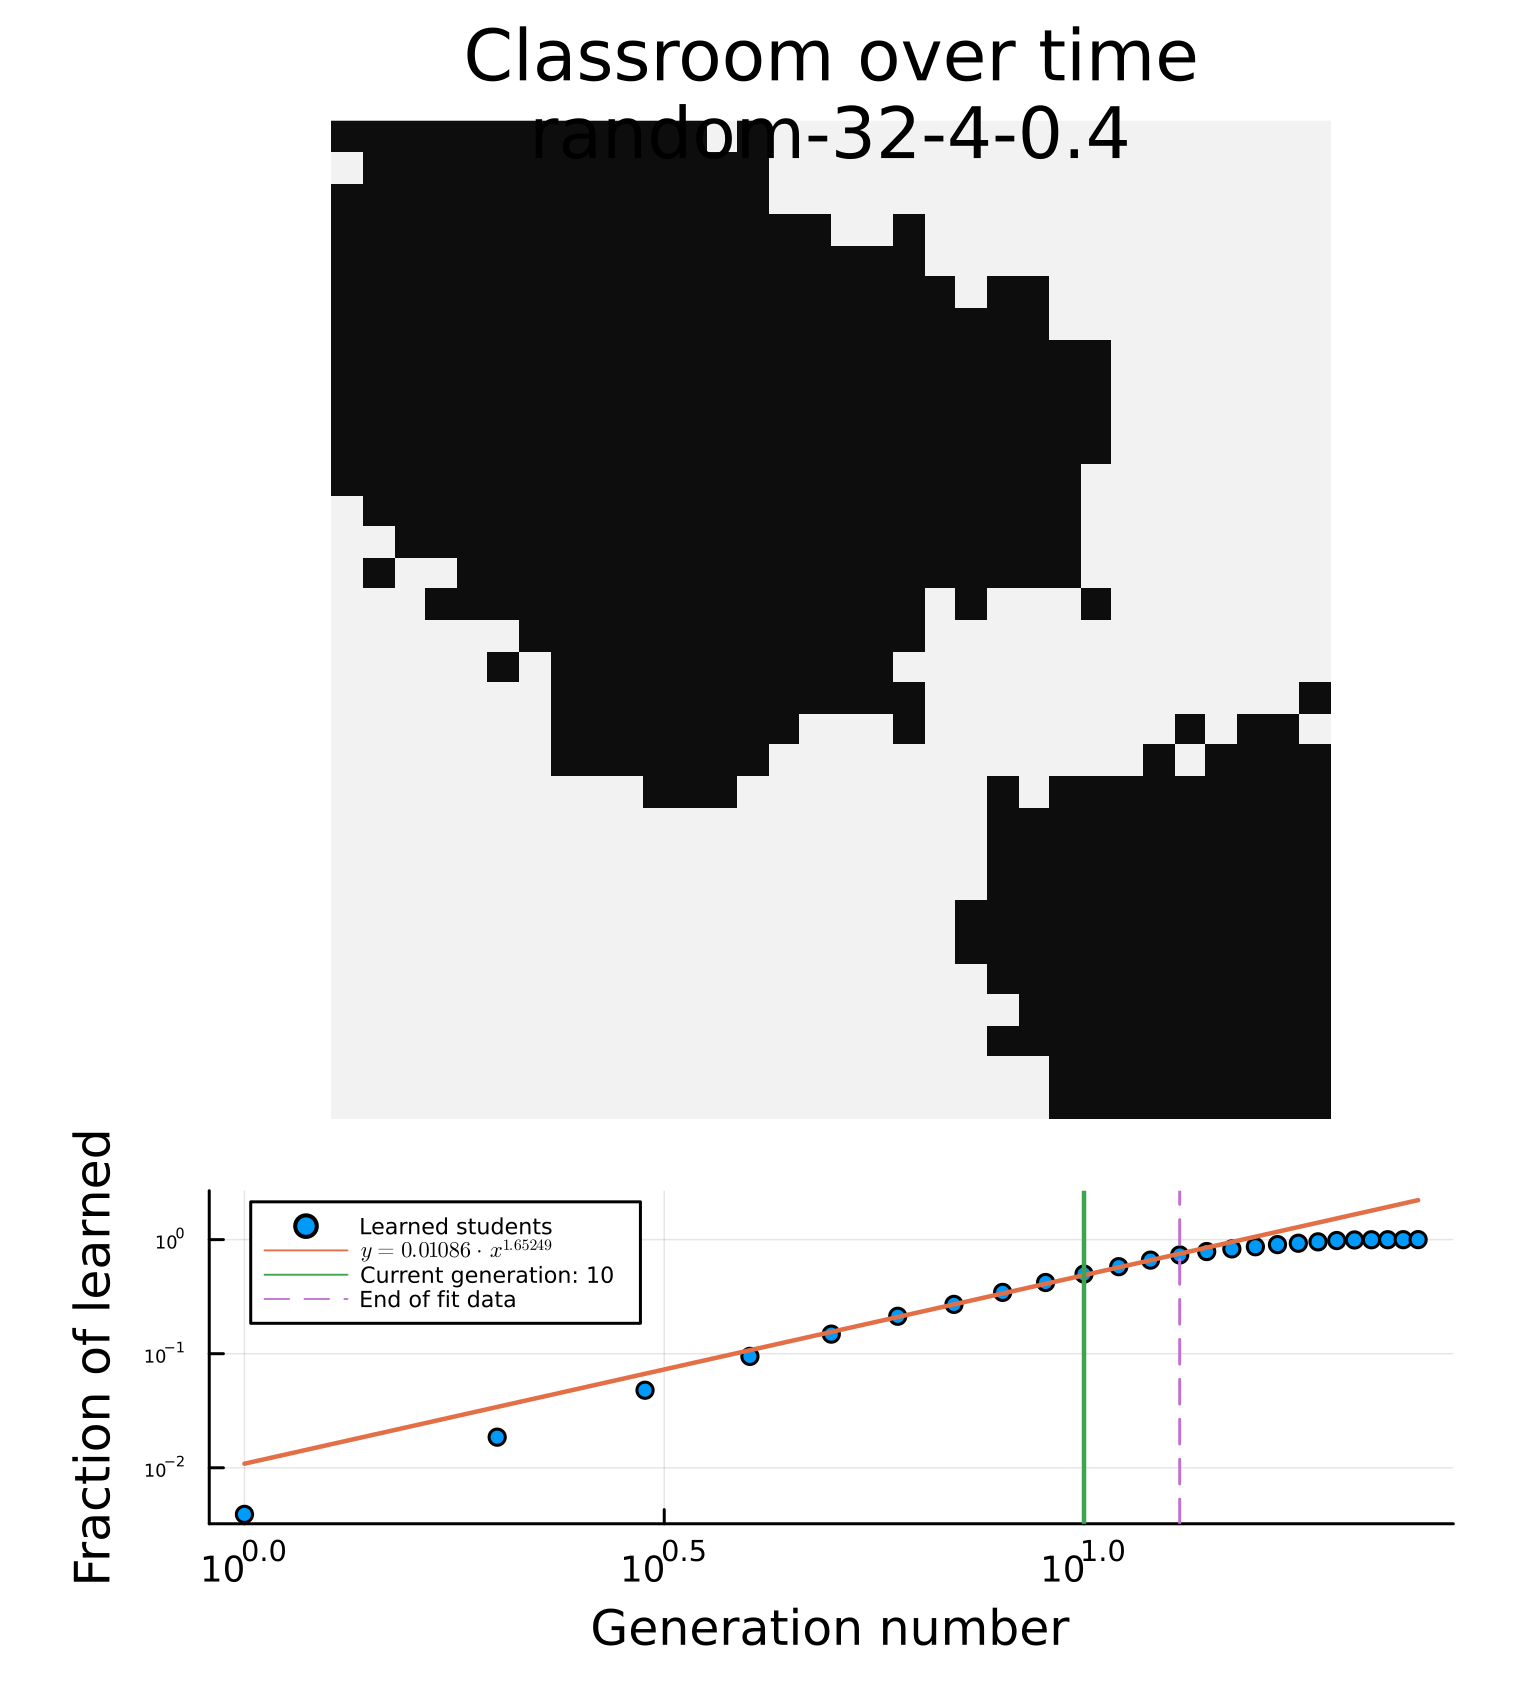 Classroom over time
random-32-4-0.4
Fraction of learned
10⁰
10⁻¹
10⁻²
Learned students
y = 0.01086 · x^1.65249
Current generation: 10
End of fit data
10^0.0
10^0.5
10^1.0
Generation number